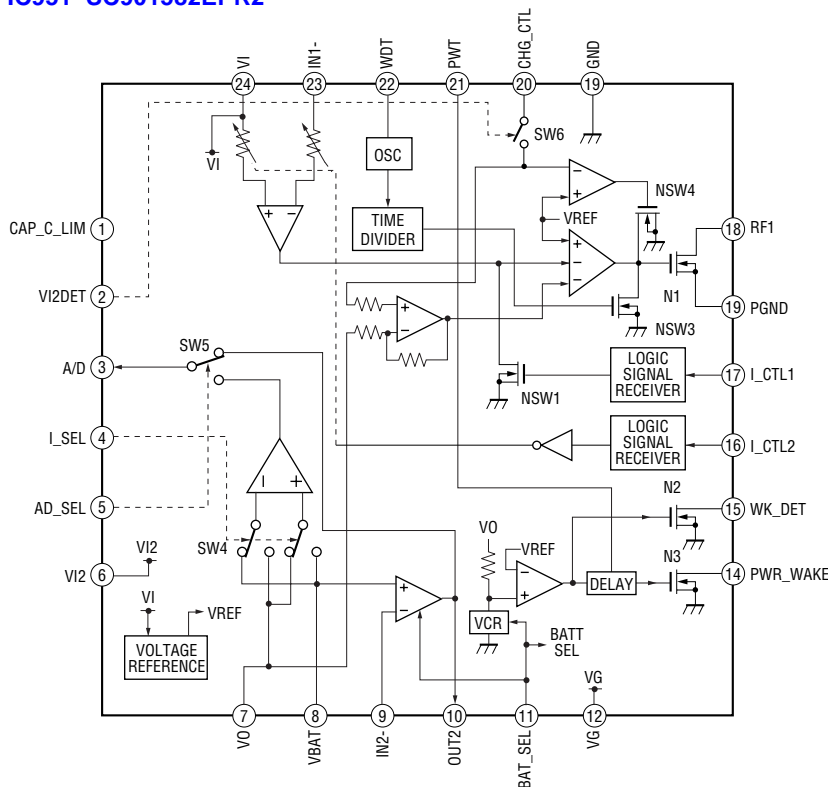 VI
IN1-
WDT
PWT
CHG_CTL
GND
24
23
22
21
20
19
SW6
VI
OSC
NSW4
CAP_C_LIM
1
TIME
DIVIDER
VREF
18
RF1
VI2DET
2
N1
NSW3
19
PGND
SW5
A/D
3
LOGIC
SIGNAL
RECEIVER
17
I_CTL1
NSW1
I_SEL
4
LOGIC
SIGNAL
RECEIVER
16
I_CTL2
AD_SEL
5
N2
15
WK_DET
SW4
VO
VI2
6
VI2
VREF
N3
14
PWR_WAKE
DELAY
VI
VREF
VCR
VOLTAGE
REFERENCE
BATT
SEL
VG
7
8
9
10
11
12
VO
VBAT
IN2-
OUT2
BAT_SEL
VG